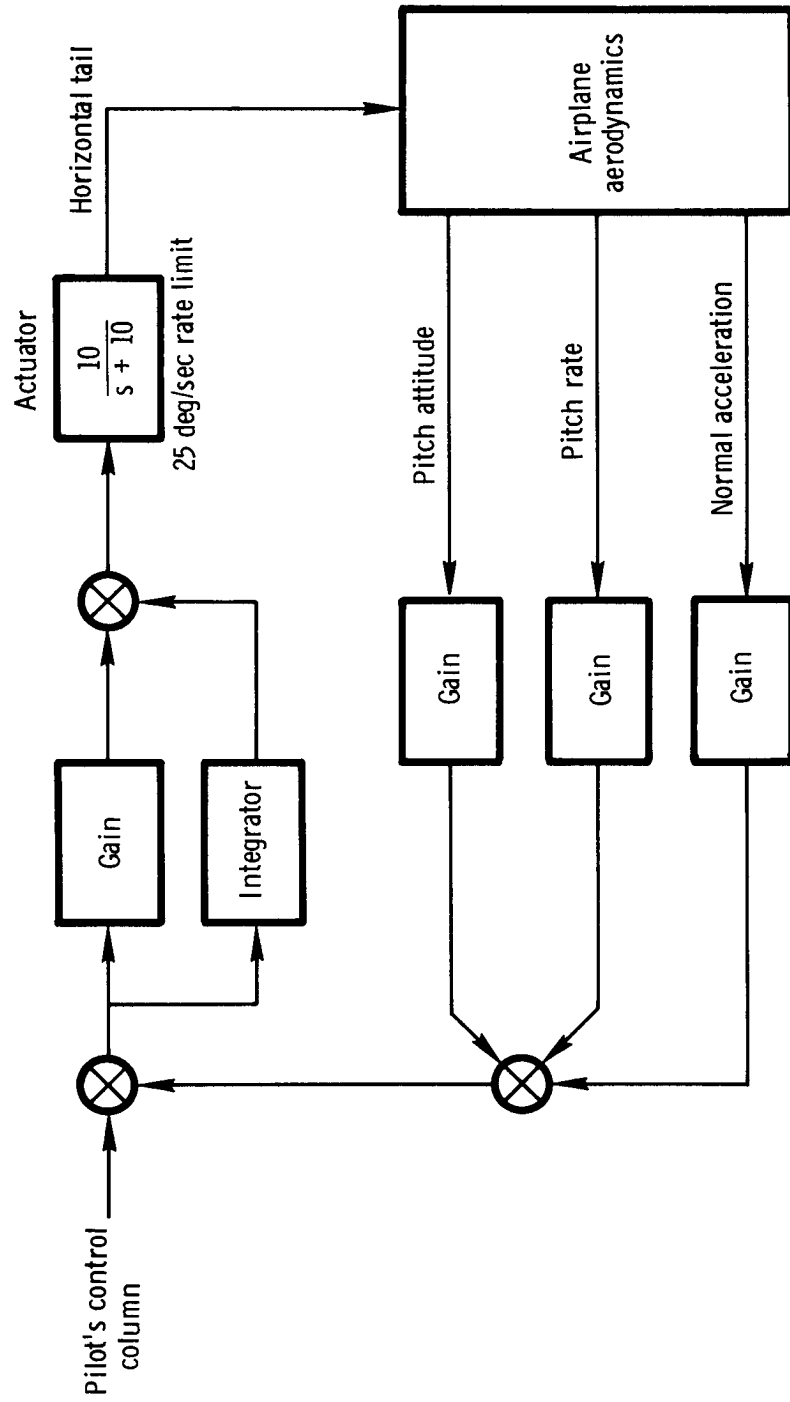 Pilot's control
column
Gain
Integrator
Actuator
10
s + 10
25 deg/sec rate limit
Horizontal tail
Airplane
aerodynamics
Pitch attitude
Pitch rate
Normal acceleration
Gain
Gain
Gain